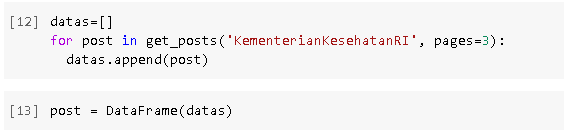 [12] datas=[]
for post in get_posts('KementerianKesehatanRI', pages=3):
datas.append(post)
[13] post = DataFrame(datas)